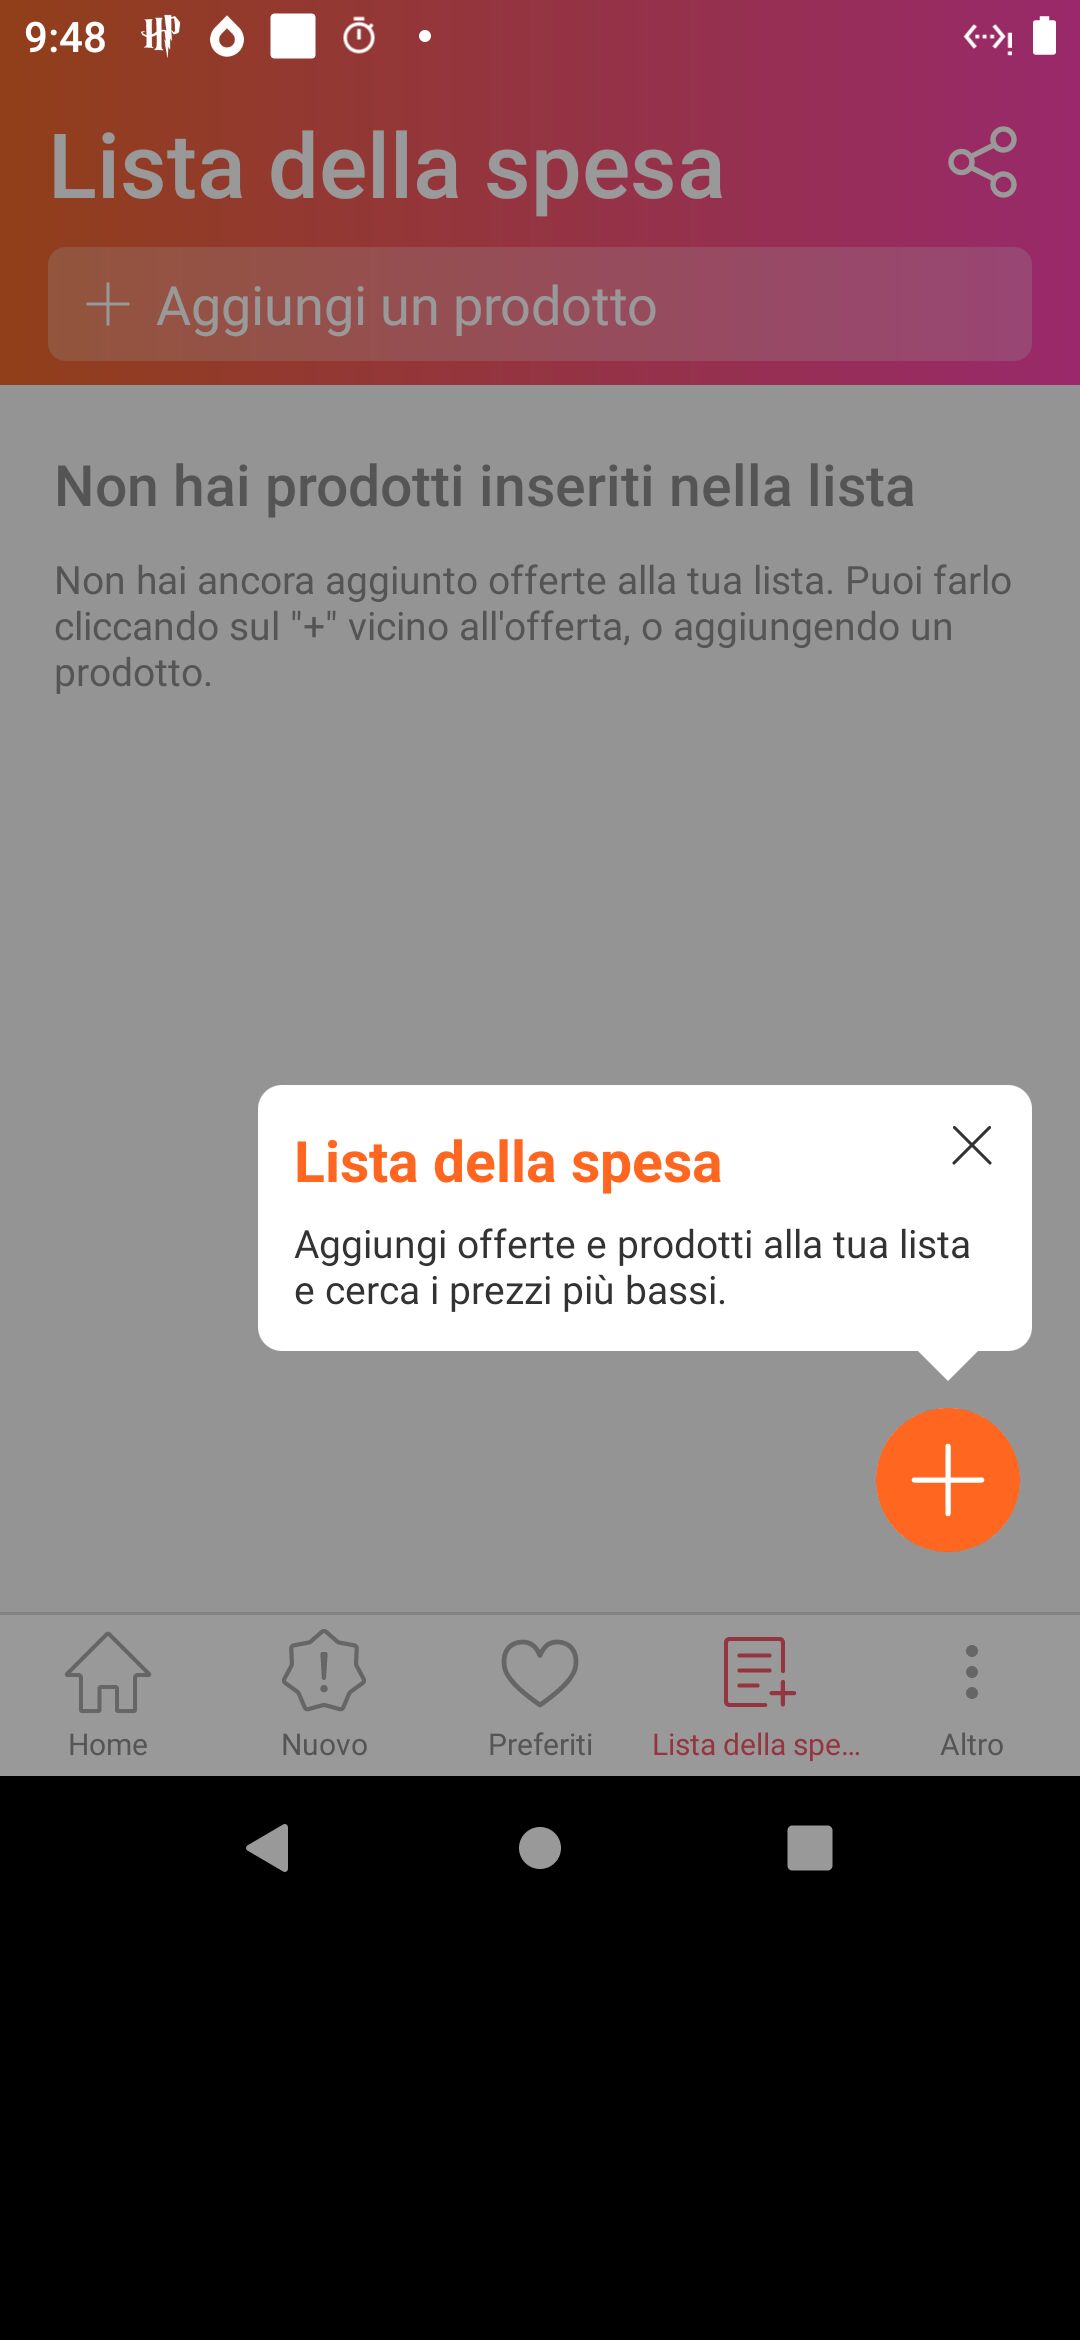 9:48
Lista della spesa
Aggiungi un prodotto
Non hai prodotti inseriti nella lista
Non hai ancora aggiunto offerte alla tua lista. Puoi farlo
cliccando sul "+" vicino all'offerta, o aggiungendo un
prodotto.
Lista della spesa
Aggiungi offerte e prodotti alla tua lista
e cerca i prezzi più bassi.
Home
Nuovo
Preferiti
Lista della spe...
Altro